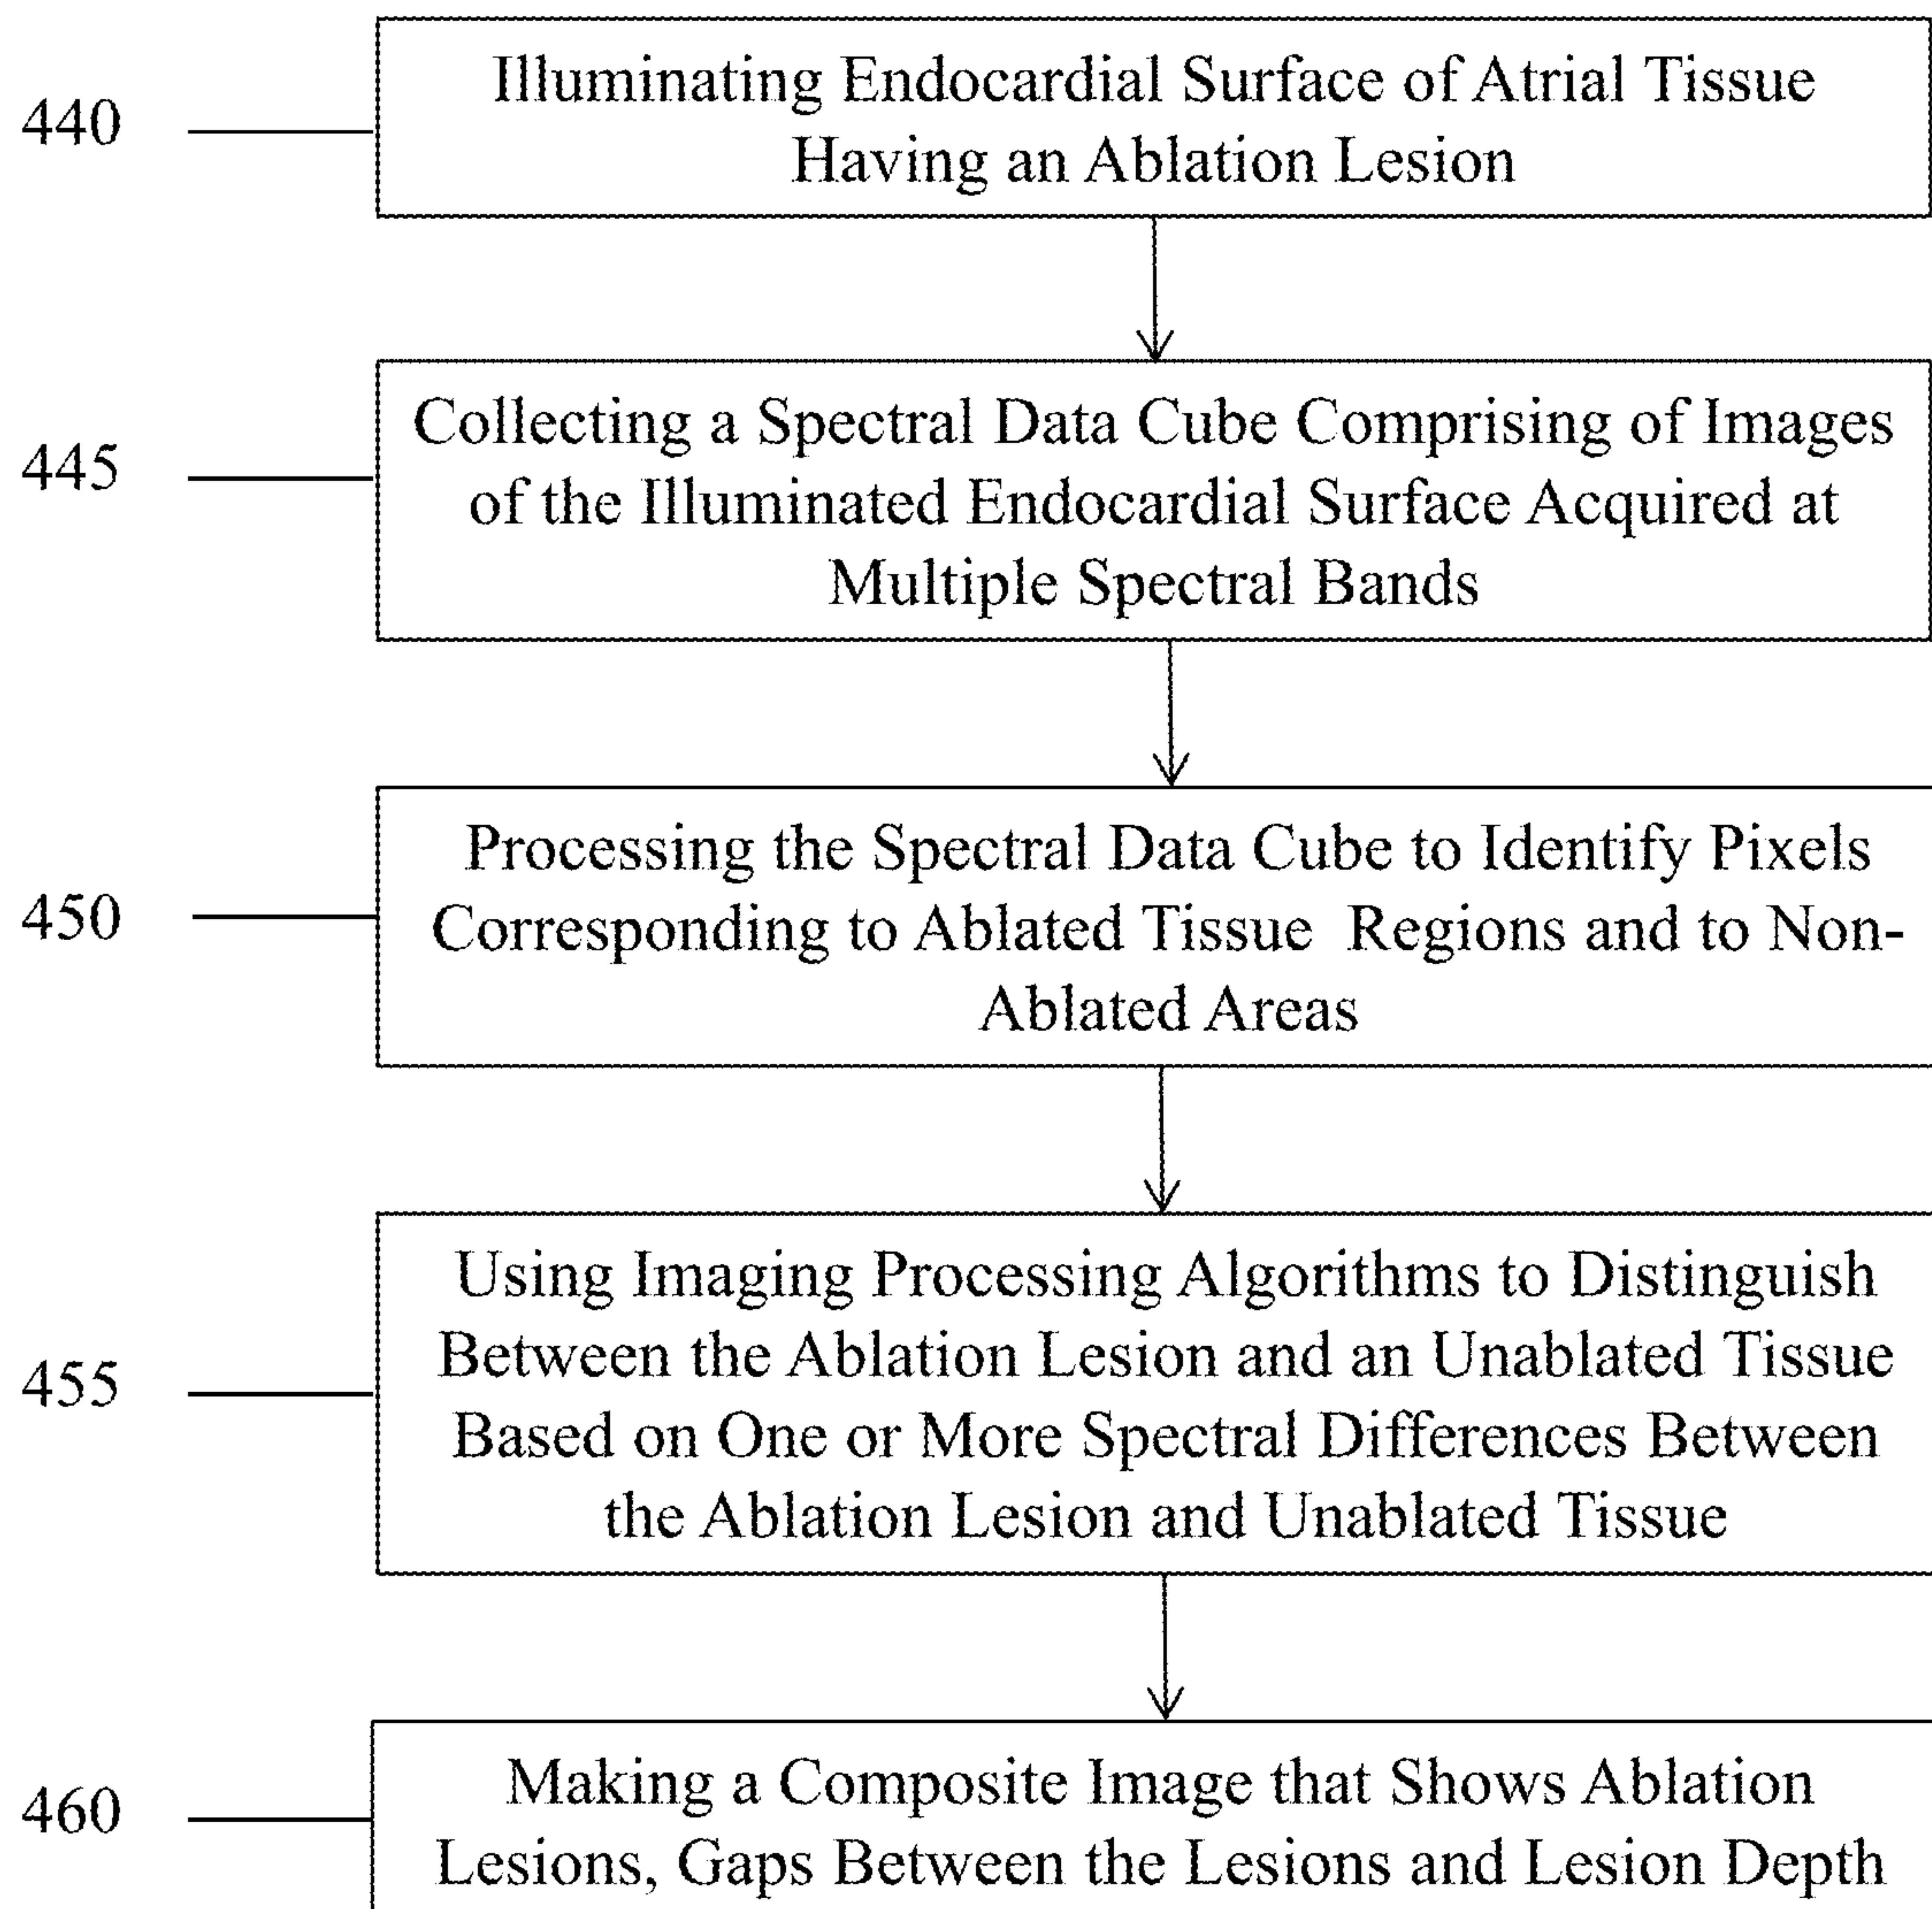 440
Illuminating Endocardial Surface of Atrial Tissue
Having an Ablation Lesion
445
Collecting a Spectral Data Cube Comprising of Images
of the Illuminated Endocardial Surface Acquired at
Multiple Spectral Bands
450
Processing the Spectral Data Cube to Identify Pixels
Corresponding to Ablated Tissue Regions and to Non-
Ablated Areas
455
Using Imaging Processing Algorithms to Distinguish
Between the Ablation Lesion and an Unablated Tissue
Based on One or More Spectral Differences Between
the Ablation Lesion and Unablated Tissue
460
Making a Composite Image that Shows Ablation
Lesions, Gaps Between the Lesions and Lesion Depth